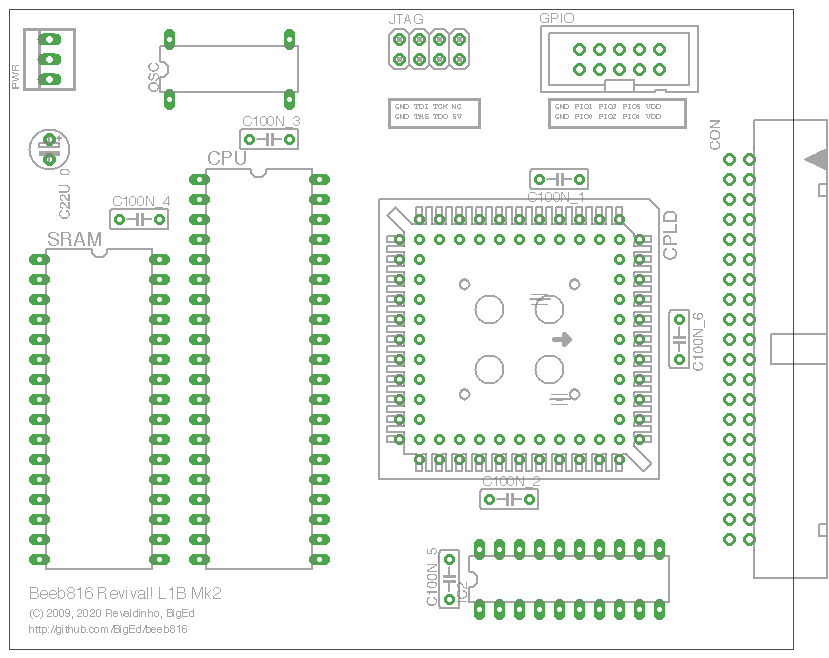 JTAG
GPIO
PWR
OSC
GND TDI TCK NC
GND TMS TDO 5V
GND PIO1 PIO3 PIO5 VDD
GND PIO0 PIO2 PIO4 VDD
C100N_3
CON
+
CPU
C22U 0
C100N_4
C100N_1
CPLD
SRAM
C100N_6
C100N_2
C100N_5
IC2
Beeb816 Revivall L1B Mk2
(C) 2009, 2020 Revaldinho, BigEd
http://github.com/BigEd/beeb816